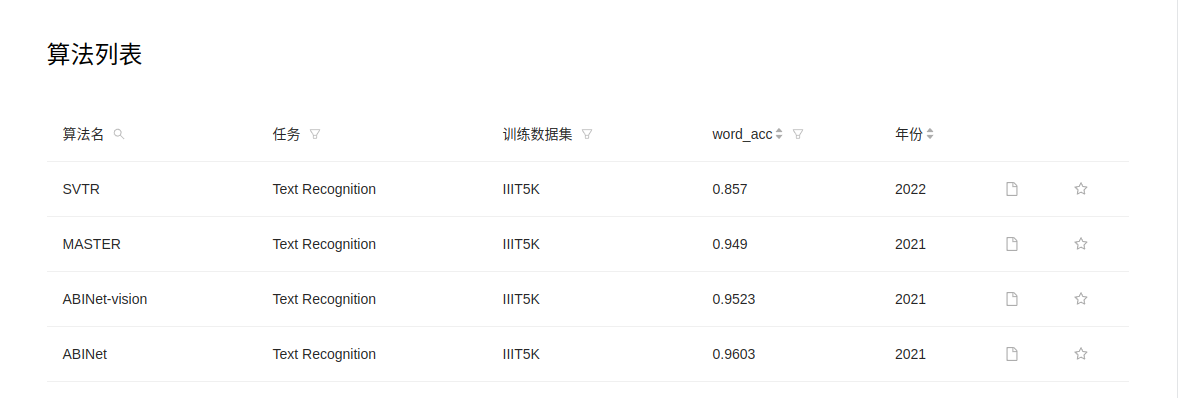 算法列表
算法名 任务 训练数据集 word_acc 年份
SVTR Text Recognition IIIT5K 0.857 2022
MASTER Text Recognition IIIT5K 0.949 2021
ABINet-vision Text Recognition IIIT5K 0.9523 2021
ABINet Text Recognition IIIT5K 0.9603 2021